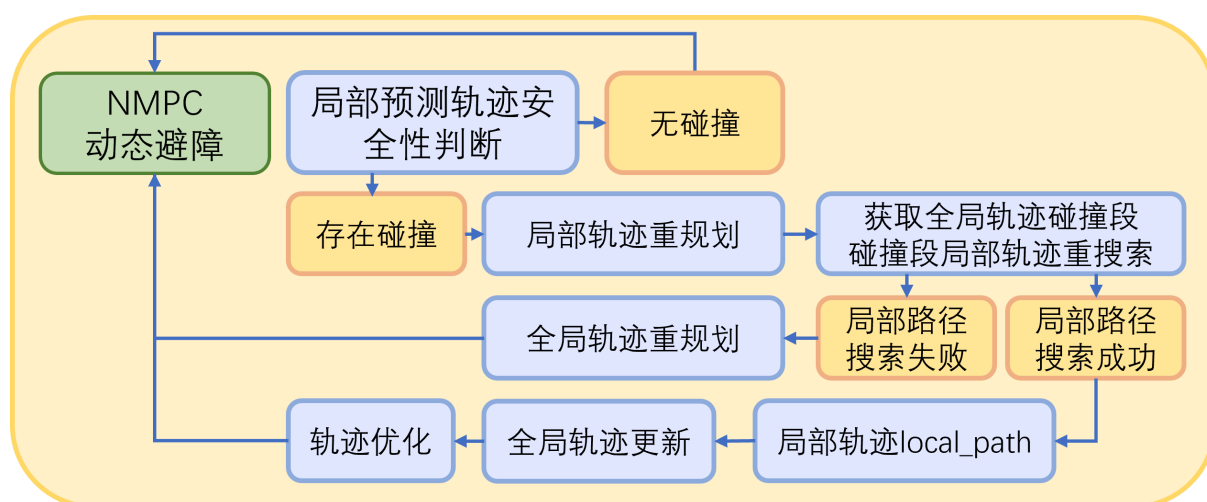 NMPC
动态避障
局部预测轨迹安
全性判断
无碰撞
存在碰撞
局部轨迹重规划
获取全局轨迹碰撞段
碰撞段局部轨迹重搜索
全局轨迹重规划
局部路径
搜索失败
局部路径
搜索成功
轨迹优化
全局轨迹更新
局部轨迹local_path